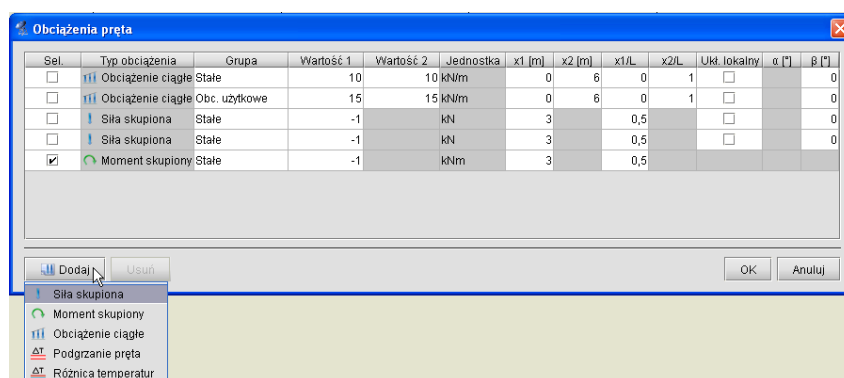 Obciążenia pręta
Sel. Typ obciążenia Grupa Wartość 1 Wartość 2 Jednostka x1 [m] x2 [m] x1/L x2/L Ukł. lokalny α [°] β [°]
Obciążenie ciągłe Stałe 10 10 kN/m 0 6 0 1 0
Obciążenie ciągłe Obc. użytkowe 15 15 kN/m 0 6 0 1 0
Siła skupiona Stałe -1 kN 3 0,5 0
Siła skupiona Stałe -1 kN 3 0,5 0
Moment skupiony Stałe -1 kNm 3 0,5
Dodaj Usuń OK Anuluj
Siła skupiona
Moment skupiony
Obciążenie ciągłe
ΔT Podgrzanie pręta
ΔT Różnica temperatur